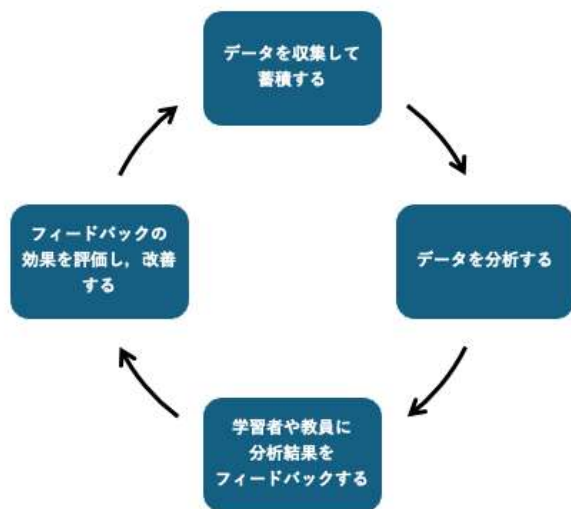 データを収集して
蓄積する
データを分析する
学習者や教員に
分析結果を
フィードバックする
フィードバックの
効果を評価し，改善
する